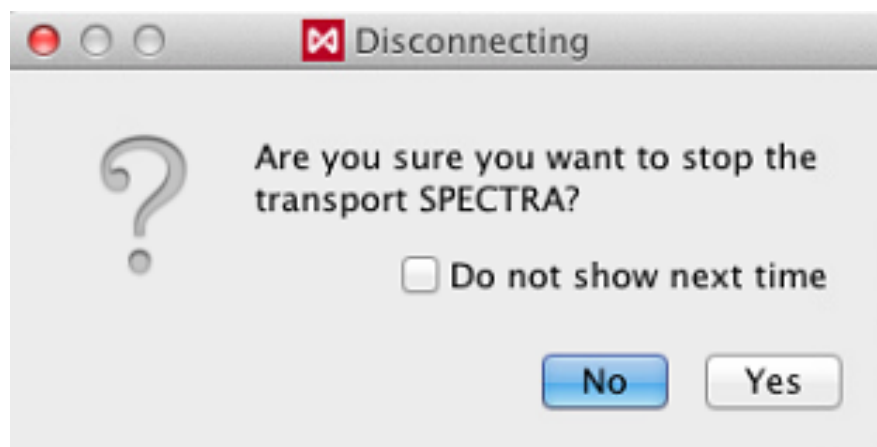 Disconnecting
Are you sure you want to stop the
transport SPECTRA?
Do not show next time
No
Yes